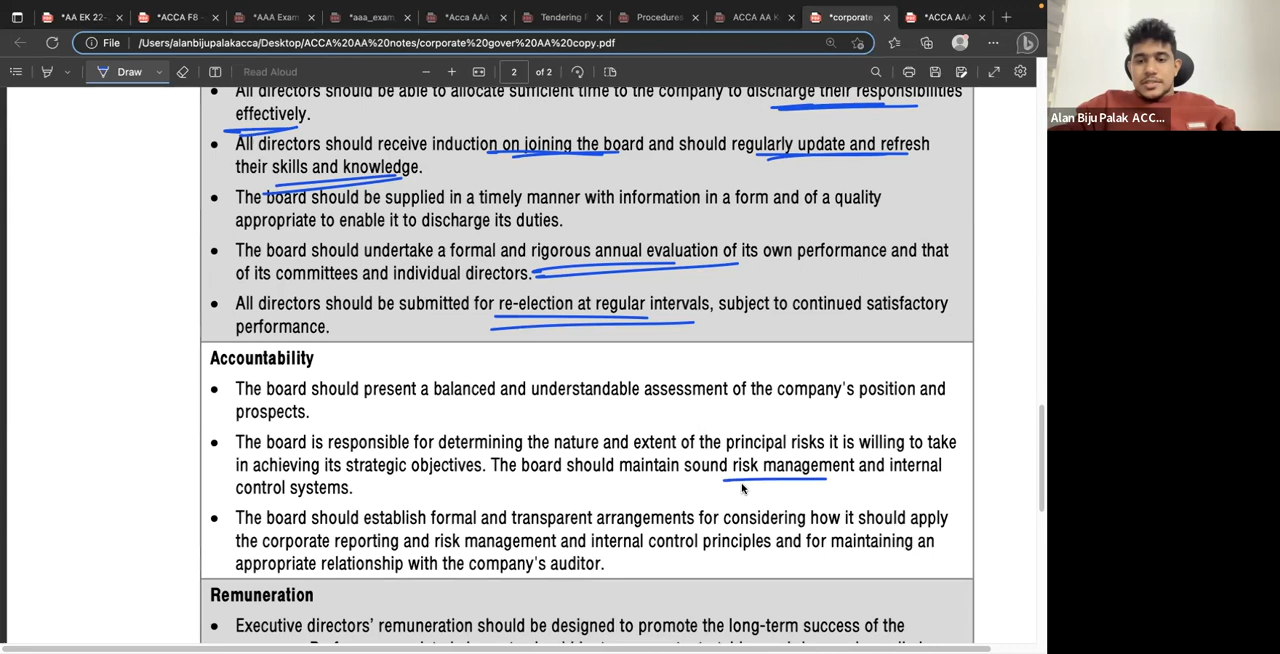 *AA EK 22-
*ACCA F8 -
*AAA Exam
*aaa_exam
*Acca AAA
Tendering
Procedures
ACCA AA K
*corporate
*ACCA AAA
File
/Users/alanbijupalakacca/Desktop/ACCA%20AA%20notes/corporate%20gover%20AA%20copy.pdf
Draw
Read Aloud
2
of 2
All directors should be able to allocate sufficient time to the company to discharge their responsibilities
effectively.
• All directors should receive induction on joining the board and should regularly update and refresh
their skills and knowledge.
• The board should be supplied in a timely manner with information in a form and of a quality
appropriate to enable it to discharge its duties.
• The board should undertake a formal and rigorous annual evaluation of its own performance and that
of its committees and individual directors.
• All directors should be submitted for re-election at regular intervals, subject to continued satisfactory
performance.
Accountability
• The board should present a balanced and understandable assessment of the company's position and
prospects.
• The board is responsible for determining the nature and extent of the principal risks it is willing to take
in achieving its strategic objectives. The board should maintain sound risk management and internal
control systems.
• The board should establish formal and transparent arrangements for considering how it should apply
the corporate reporting and risk management and internal control principles and for maintaining an
appropriate relationship with the company's auditor.
Remuneration
• Executive directors' remuneration should be designed to promote the long-term success of the
Alan Biju Palak ACC...